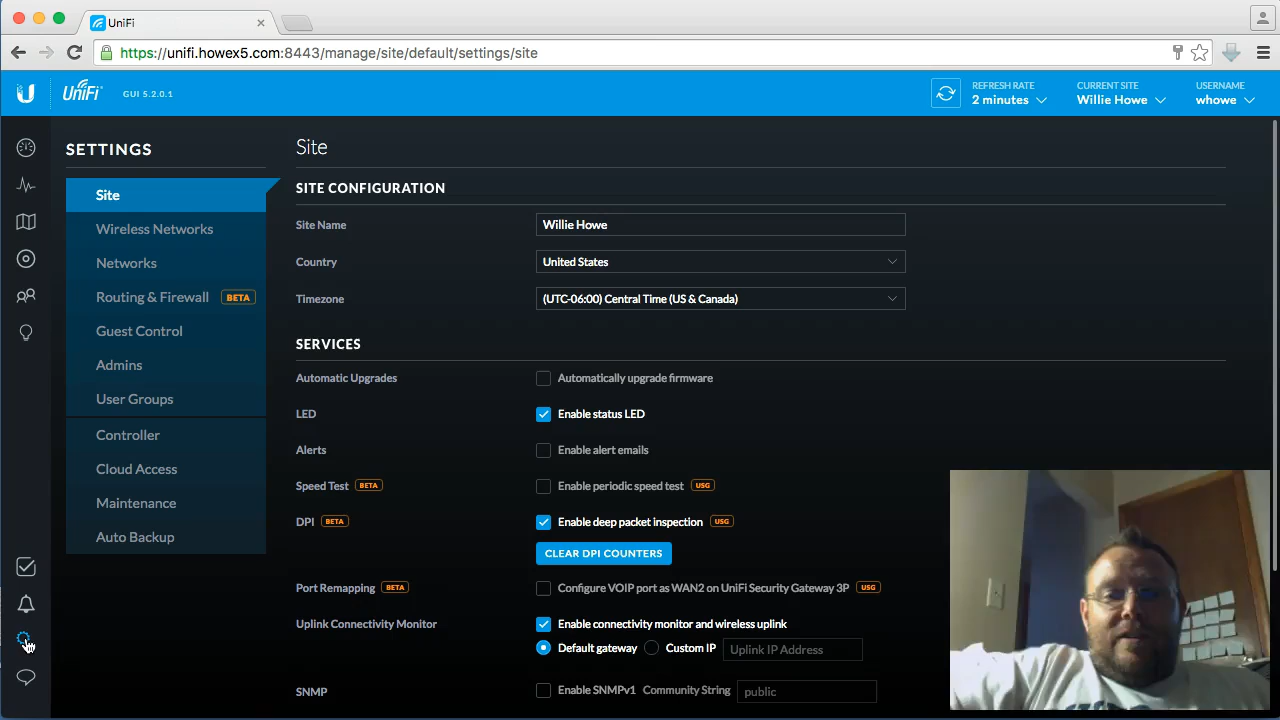 UniFi
https://unifi.howex5.com:8443/manage/site/default/settings/site
UniFi GUI 5.2.0.1
REFRESH RATE
2 minutes
CURRENT SITE
Willie Howe
USERNAME
whowe
SETTINGS
Site
Wireless Networks
Networks
Routing & Firewall BETA
Guest Control
Admins
User Groups
Controller
Cloud Access
Maintenance
Auto Backup
Site
SITE CONFIGURATION
Site Name Willie Howe
Country United States
Timezone (UTC-06:00) Central Time (US & Canada)
SERVICES
Automatic Upgrades Automatically upgrade firmware
LED Enable status LED
Alerts Enable alert emails
Speed Test BETA Enable periodic speed test USG
DPI BETA Enable deep packet inspection USG
CLEAR DPI COUNTERS
Port Remapping BETA Configure VOIP port as WAN2 on UniFi Security Gateway 3P USG
Uplink Connectivity Monitor Enable connectivity monitor and wireless uplink
Default gateway Custom IP Uplink IP Address
SNMP Enable SNMPv1 Community String public